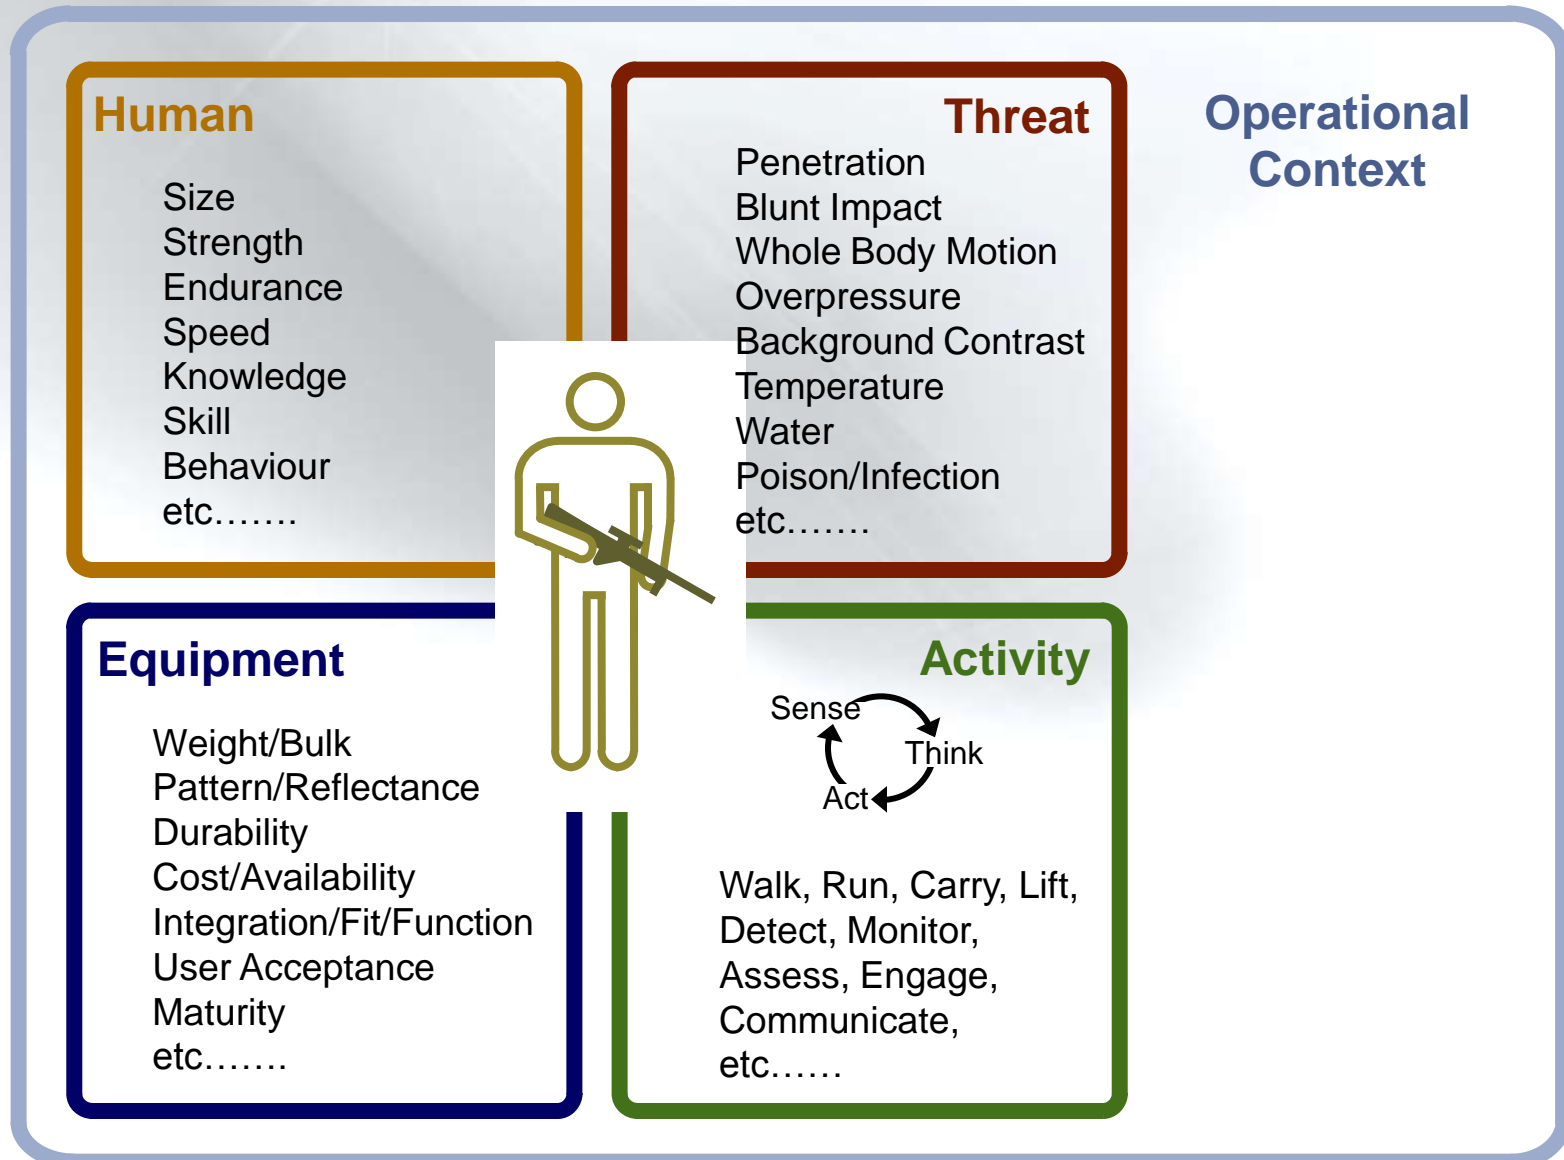 Human
Size
Strength
Endurance
Speed
Knowledge
Skill
Behaviour
etc…….
Threat
Penetration
Blunt Impact
Whole Body Motion
Overpressure
Background Contrast
Temperature
Water
Poison/Infection
etc…….
Operational
Context
Equipment
Weight/Bulk
Pattern/Reflectance
Durability
Cost/Availability
Integration/Fit/Function
User Acceptance
Maturity
etc…….
Activity
Sense
Think
Act
Walk, Run, Carry, Lift,
Detect, Monitor,
Assess, Engage,
Communicate,
etc……